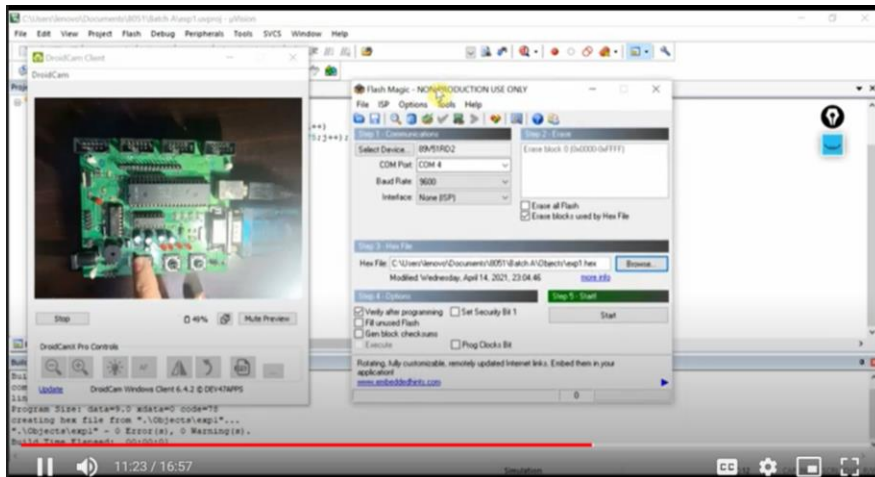 C:\Users\lenovo\Documents\8051\Batch A\exp1.uvproj - µVision
File Edit View Project Flash Debug Peripherals Tools SVCS Window Help
DroidCam Client
DroidCam
Stop
49%
Mute Preview
DroidCamX Pro Controls
Update
DroidCam Windows Client 6.4.2 © DEV47APPS
Flash Magic - NON PRODUCTION USE ONLY
File ISP Options Tools Help
Step 1 - Communications
Select Device... 89V51RD2
COM Port: COM 4
Baud Rate: 9600
Interface: None (ISP)
Step 2 - Erase
Erase block 0 (0x0000-0xFFFF)
Erase all Flash
Erase blocks used by Hex File
Step 3 - Hex File
Hex File: C:\Users\lenovo\Documents\8051\Batch A\Objects\exp1.hex Browse...
Modified: Wednesday, April 14, 2021, 23:04:46 more info
Step 4 - Options
Verify after programming Set Security Bit 1
Fill unused Flash
Gen block checksums
Execute Prog Clocks Bit
Step 5 - Start!
Start
Rotating, fully customizable, remotely updated Internet links. Embed them in your
application!
www.embeddedhints.com
0
Program Size: data=9.0 xdata=0 code=75
creating hex file from ".\Objects\exp1"...
".\Objects\exp1" - 0 Error(s), 0 Warning(s).
Build Time Elapsed: 00:00:01
Simulation
11:23 / 16:57
CC